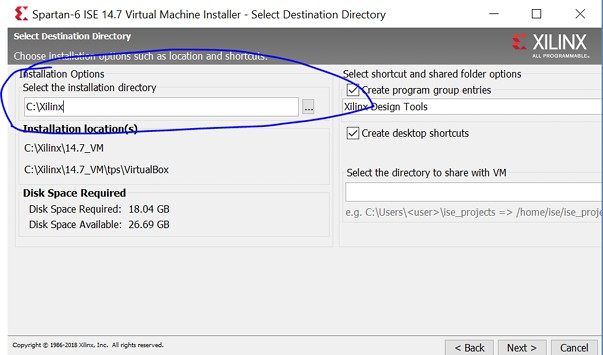 Spartan-6 ISE 14.7 Virtual Machine Installer - Select Destination Directory
Select Destination Directory
Choose installation options such as location and shortcuts.
XILINX
ALL PROGRAMMABLE.
Installation Options
Select the installation directory
C:\Xilinx
...
Installation location(s)
C:\Xilinx\14.7_VM
C:\Xilinx\14.7_VM\tps\VirtualBox
Disk Space Required
Disk Space Required: 18.04 GB
Disk Space Available: 26.69 GB
Select shortcut and shared folder options
Create program group entries
Xilinx Design Tools
Create desktop shortcuts
Select the directory to share with VM
e.g. C:\Users\<user>\ise_projects => /home/ise/ise_proje
Copyright © 1986-2018 Xilinx, Inc. All rights reserved.
< Back
Next >
Cancel